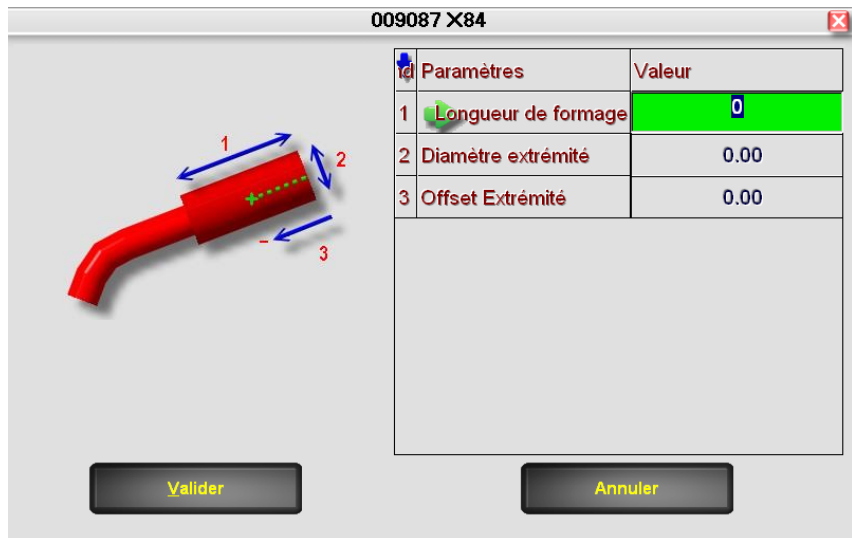 009087 X84
id Paramètres Valeur
1 Longueur de formage 0
2 Diamètre extrémité 0.00
3 Offset Extrémité 0.00
1
2
-
3
Valider Annuler